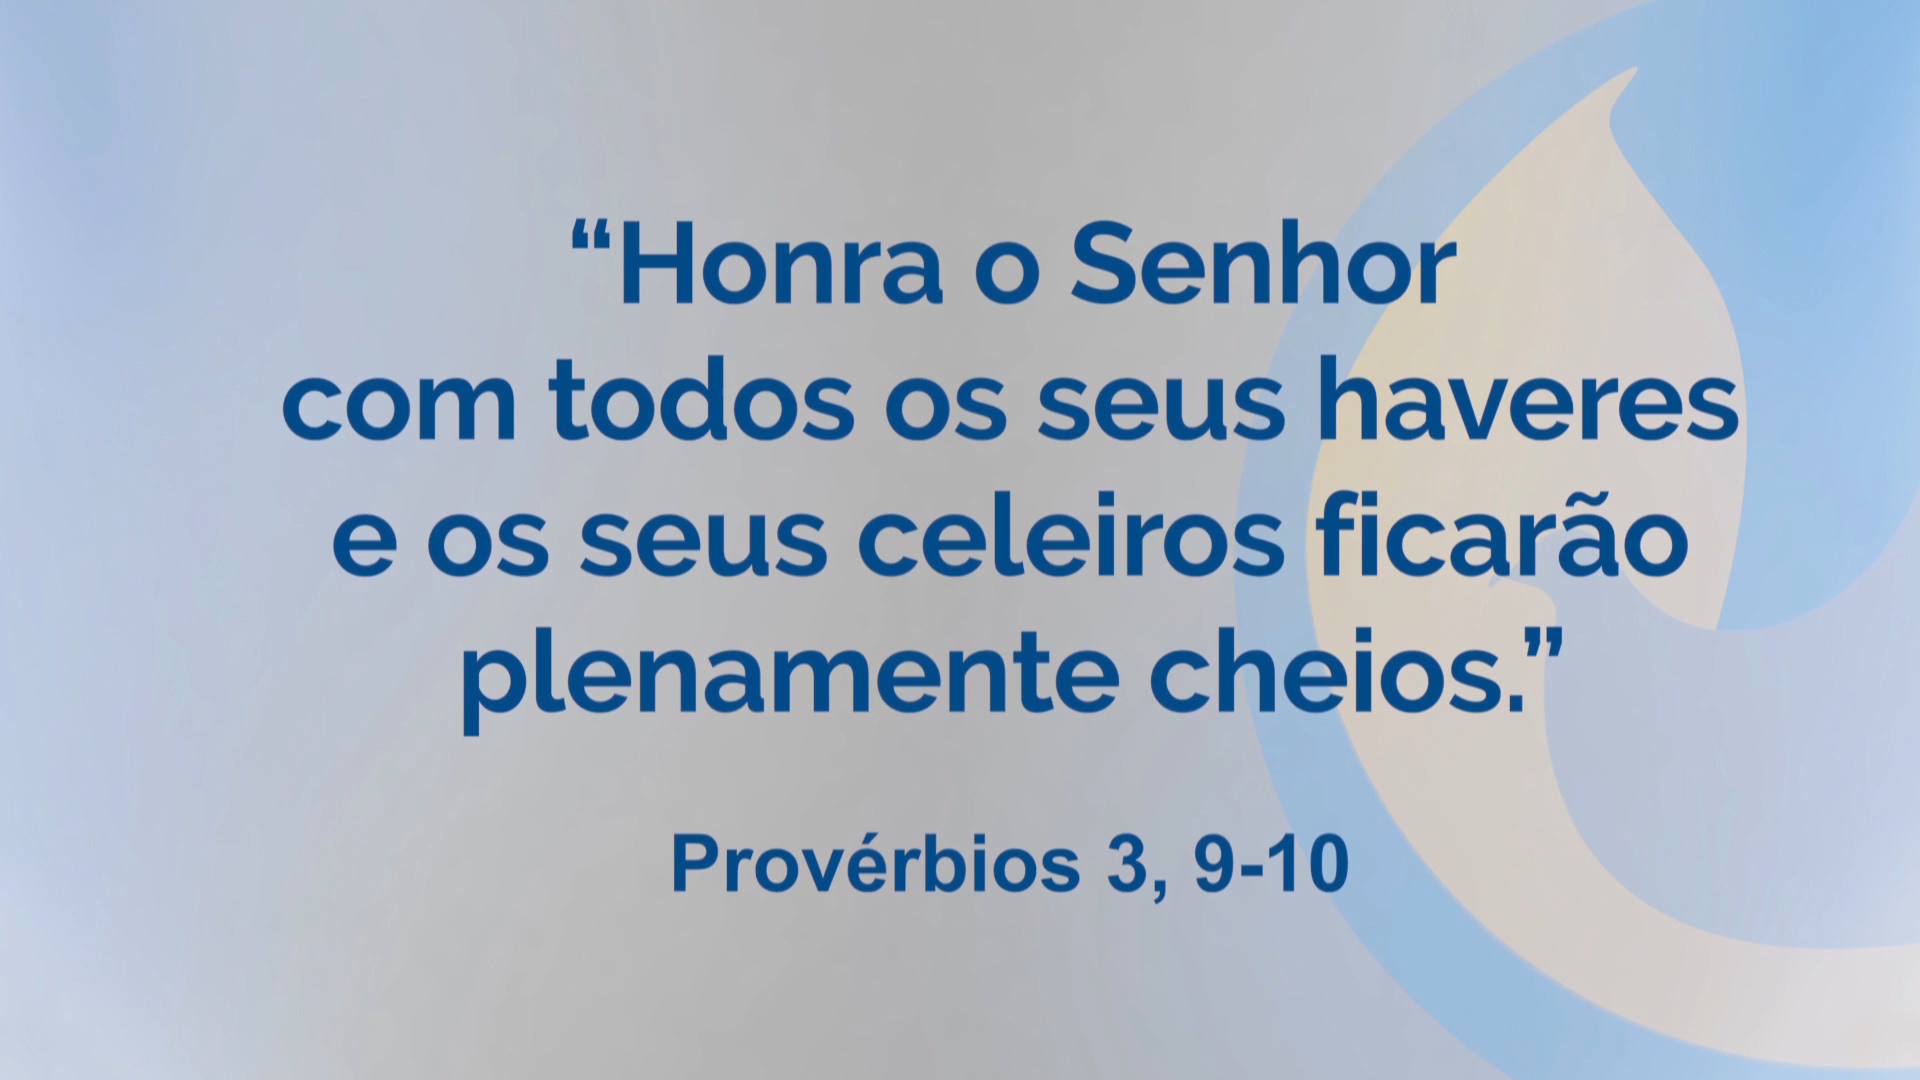 “Honra o Senhor
com todos os seus haveres
e os seus celeiros ficarão
plenamente cheios.”
Provérbios 3, 9-10